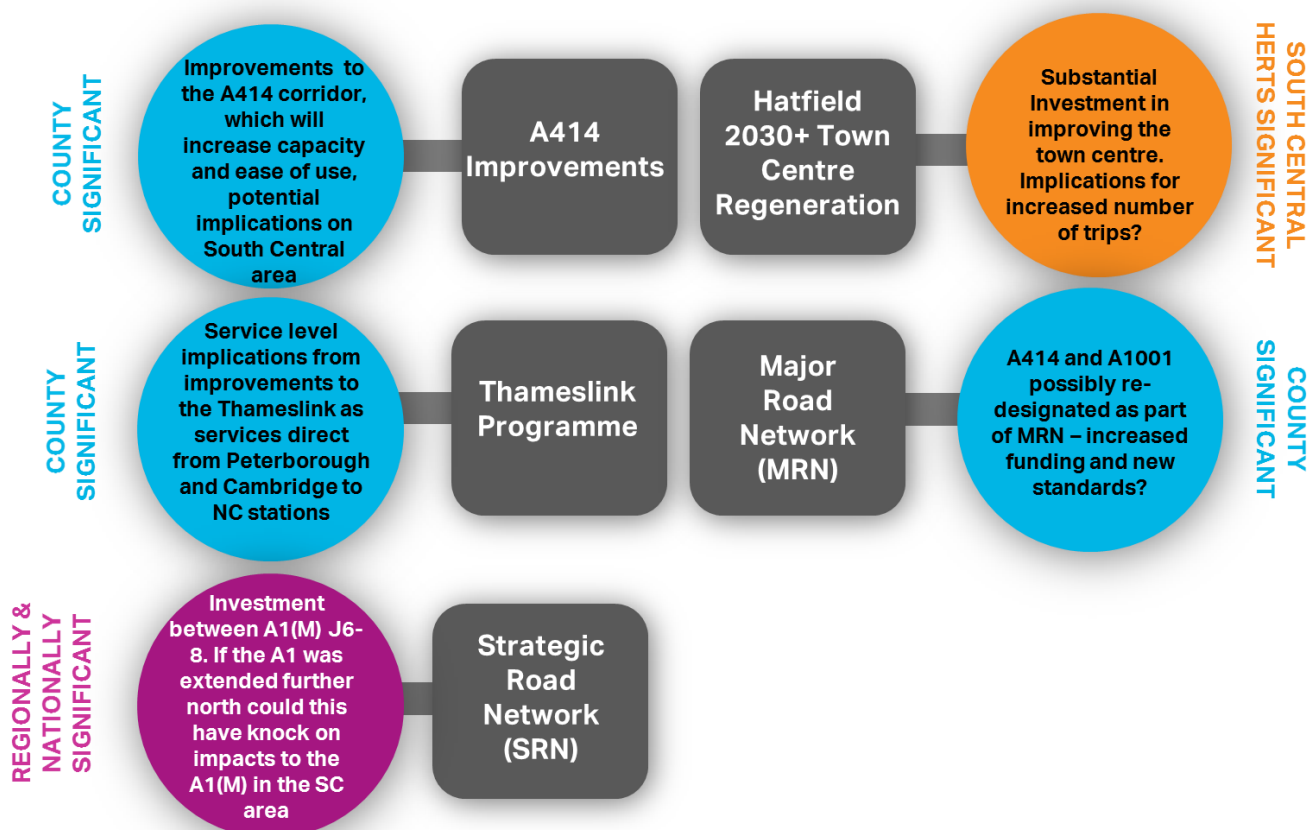 COUNTY
SIGNIFICANT
Improvements to
the A414 corridor,
which will
increase capacity
and ease of use,
potential
implications on
South Central
area
A414
Improvements
Hatfield
2030+ Town
Centre
Regeneration
Substantial
Investment in
improving the
town centre.
Implications for
increased number
of trips?
SOUTH CENTRAL
HERTS SIGNIFICANT
COUNTY
SIGNIFICANT
Service level
implications from
improvements to
the Thameslink as
services direct
from Peterborough
and Cambridge to
NC stations
Thameslink
Programme
Major
Road
Network
(MRN)
A414 and A1001
possibly re-
designated as part
of MRN – increased
funding and new
standards?
COUNTY
SIGNIFICANT
REGIONALLY &
NATIONALLY
SIGNIFICANT
Investment
between A1(M) J6-
8. If the A1 was
extended further
north could this
have knock on
impacts to the
A1(M) in the SC
area
Strategic
Road
Network
(SRN)